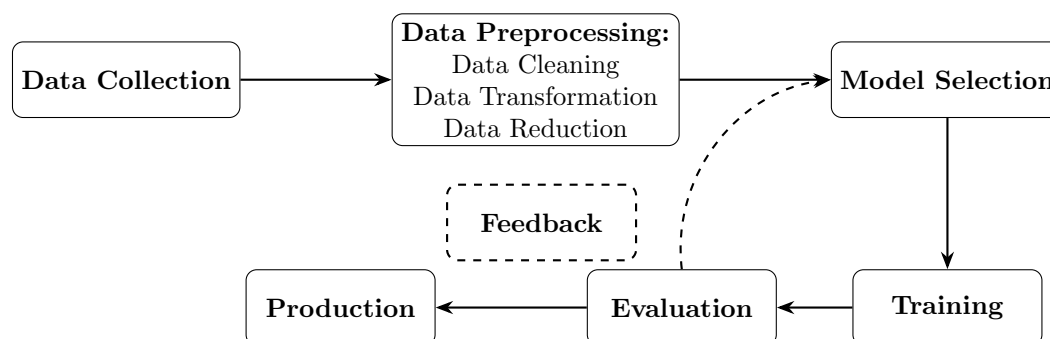 Data Collection
Data Preprocessing:
Data Cleaning
Data Transformation
Data Reduction
Model Selection
Feedback
Production
Evaluation
Training